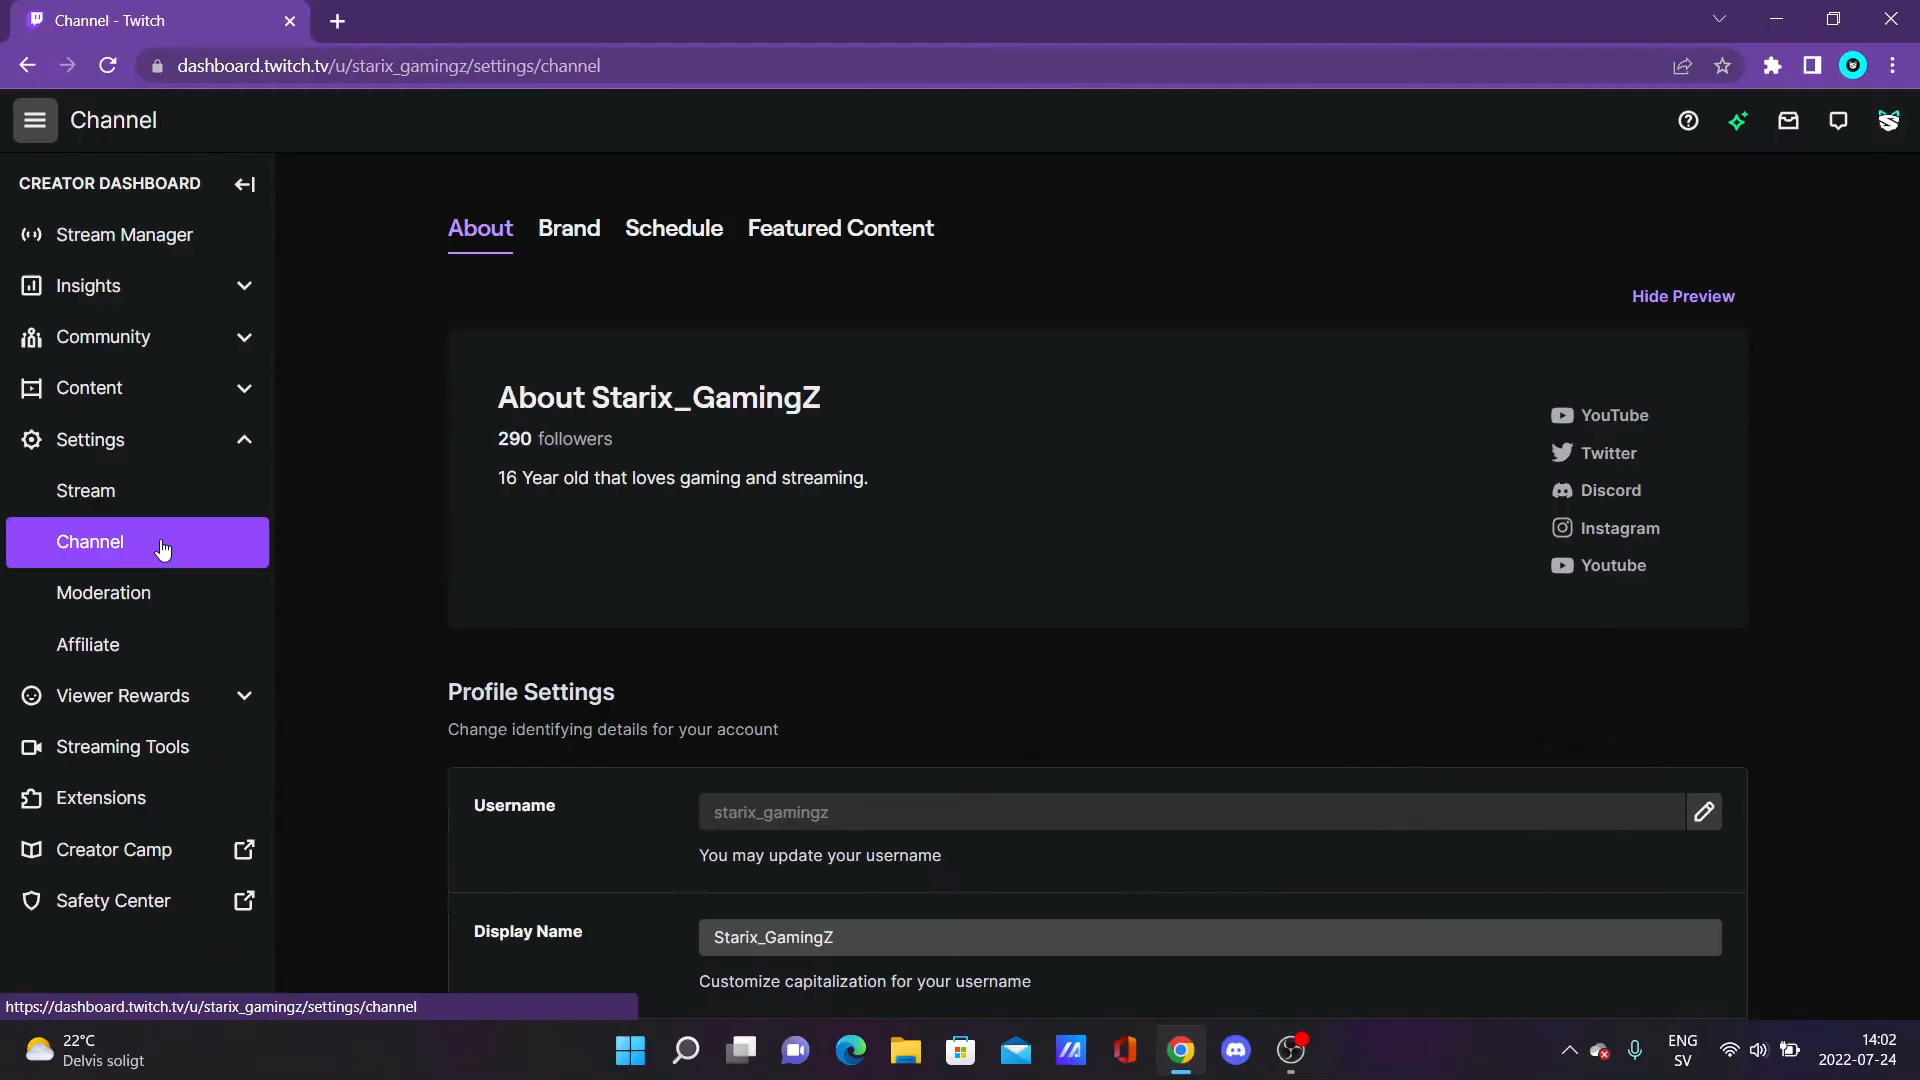 Channel - Twitch
dashboard.twitch.tv/u/starix_gamingz/settings/channel
Channel
CREATOR DASHBOARD
Stream Manager
Insights
Community
Content
Settings
Stream
Channel
Moderation
Affiliate
Viewer Rewards
Streaming Tools
Extensions
Creator Camp
Safety Center
About Brand Schedule Featured Content
Hide Preview
About Starix_GamingZ
290 followers
16 Year old that loves gaming and streaming.
YouTube
Twitter
Discord
Instagram
Youtube
Profile Settings
Change identifying details for your account
Username
starix_gamingz
You may update your username
Display Name
Starix_GamingZ
Customize capitalization for your username
https://dashboard.twitch.tv/u/starix_gamingz/settings/channel
22°C
Delvis soligt
ENG
SV
14:02
2022-07-24